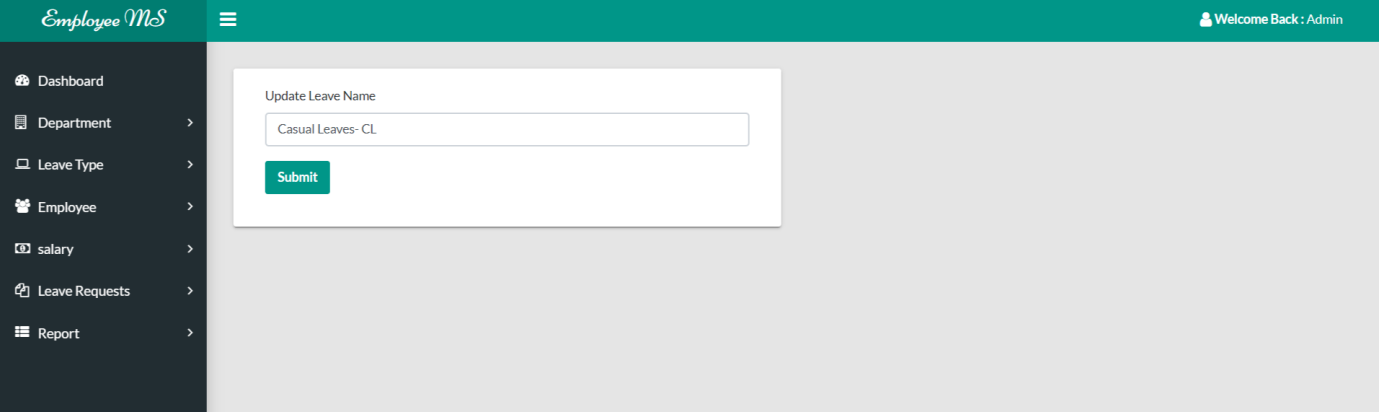 Employee MS
Welcome Back : Admin
Dashboard
Department
Leave Type
Employee
salary
Leave Requests
Report
Update Leave Name
Casual Leaves- CL
Submit